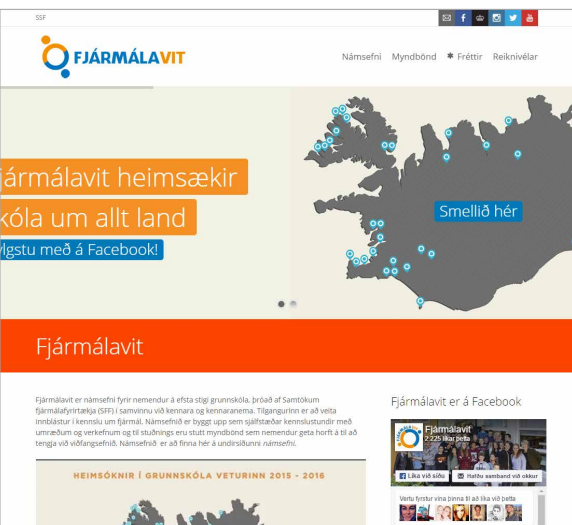 SSF
FJÁRMÁLAVIT
Námsefni Myndbönd * Fréttir Reiknivélar
jármálavit heimsækir
kóla um allt land
ylgstu með á Facebook!
Smellið hér
Fjármálavit
Fjármálavit er námsefni fyrir nemendur á efsta stigi grunnskóla, þróað af Samtökum
fjármálafyrirtækja (SFF) í samvinnu við kennara og kennaranema. Tilgangurinn er að veita
innblástur í kennslu um fjármál. Námsefnið er byggt upp sem sjálfstæðar kennslustundir með
umræðum og verkefnum og til stuðnings eru stutt myndbönd sem nemendur geta horft á til að
tengja við viðfangsefnið. Námsefnið er að finna hér á undirsíðunni námsefni.
HEIMSÓKNIR Í GRUNNSKÓLA VETURINN 2015 - 2016
Fjármálavit er á Facebook
Fjármálavit
2.225 líkar þetta
Líka við síðu
Hafðu samband við okkur
Vertu fyrstur vina þinna til að líka við þetta